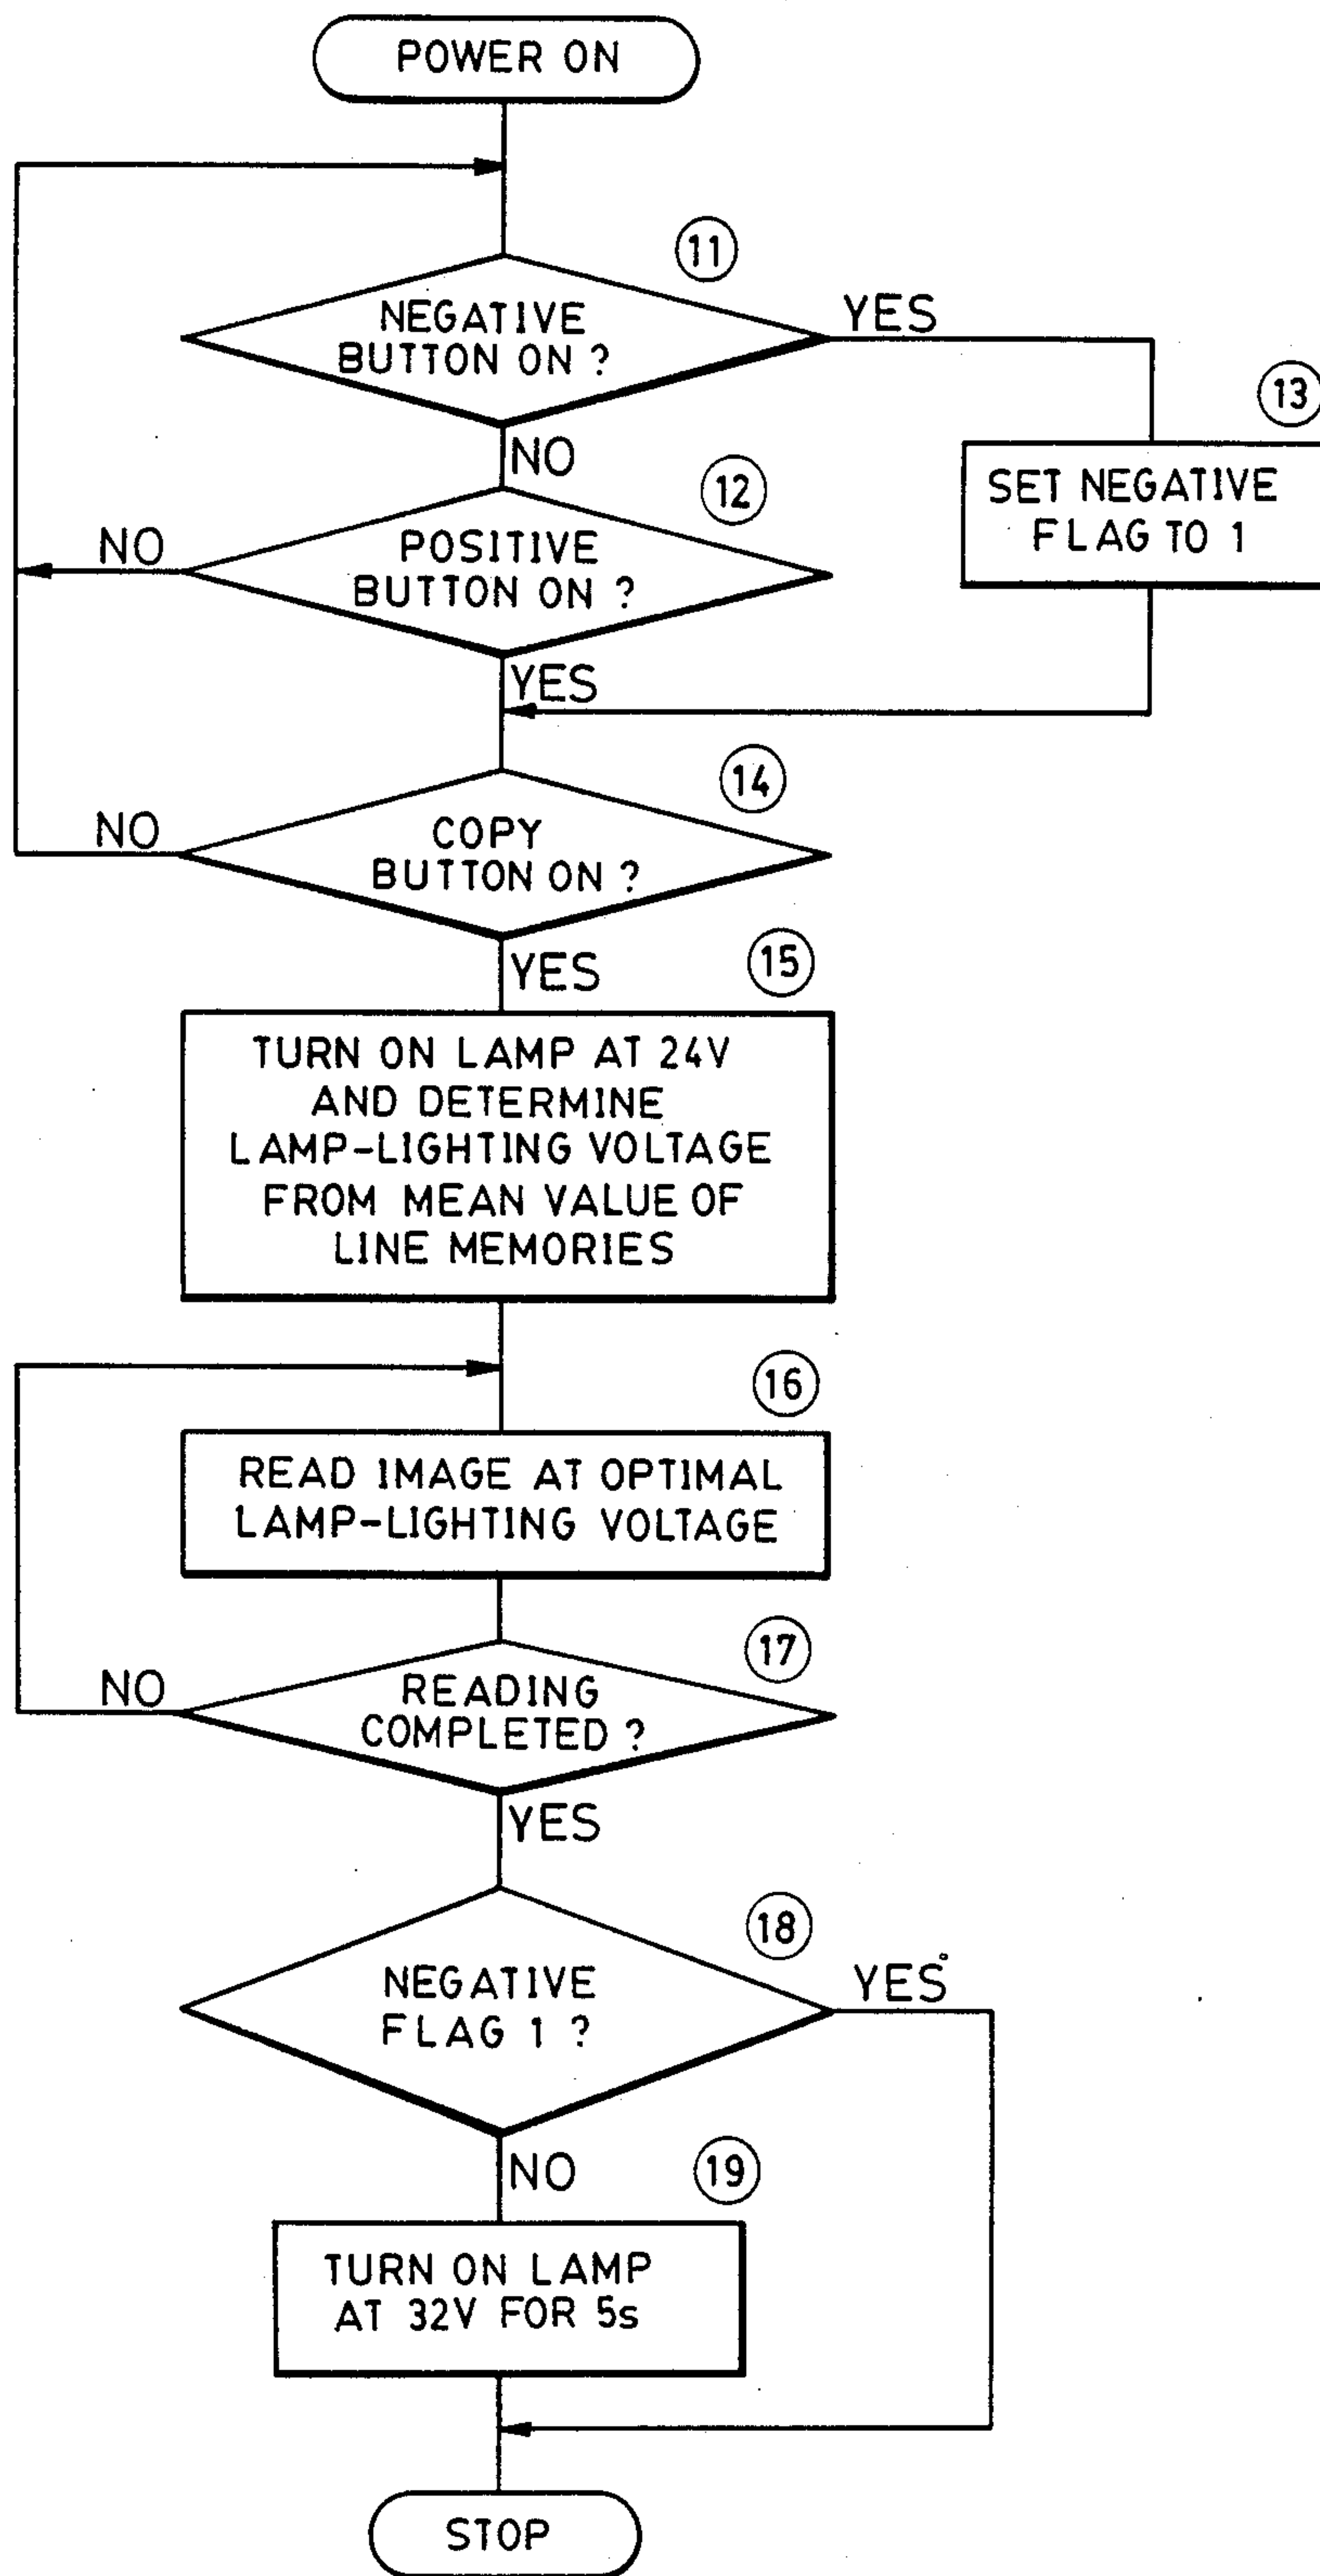 POWER ON
11
NEGATIVE
BUTTON ON ?
YES
13
NO
SET NEGATIVE
FLAG TO 1
12
NO
POSITIVE
BUTTON ON ?
YES
14
NO
COPY
BUTTON ON ?
YES
15
TURN ON LAMP AT 24V
AND DETERMINE
LAMP-LIGHTING VOLTAGE
FROM MEAN VALUE OF
LINE MEMORIES
16
READ IMAGE AT OPTIMAL
LAMP-LIGHTING VOLTAGE
17
NO
READING
COMPLETED ?
YES
18
YES
NEGATIVE
FLAG 1 ?
NO
19
TURN ON LAMP
AT 32V FOR 5s
STOP